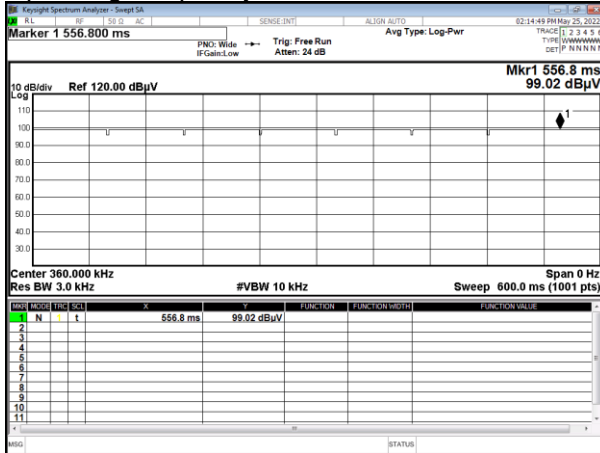 Keysight Spectrum Analyzer - Swept SA
RL RF 50 Ω AC SENSE:INT ALIGN AUTO 02:14:49 PM May 25, 2022
Marker 1 556.800 ms
PNO: Wide Trig: Free Run Avg Type: Log-Pwr TRACE 1 2 3 4 5 6
IFGain:Low Atten: 24 dB TYPE WWWWWW
DET P N N N N N
Mkr1 556.8 ms
10 dB/div Ref 120.00 dBµV 99.02 dBµV
Log
110
1
100
90.0
80.0
70.0
60.0
50.0
40.0
30.0
Center 360.000 kHz Span 0 Hz
Res BW 3.0 kHz #VBW 10 kHz Sweep 600.0 ms (1001 pts)
MKR MODE TRC SCL X Y FUNCTION FUNCTION WIDTH FUNCTION VALUE
1 N 1 t 556.8 ms 99.02 dBµV
2
3
4
5
6
7
8
9
10
11
MSG STATUS